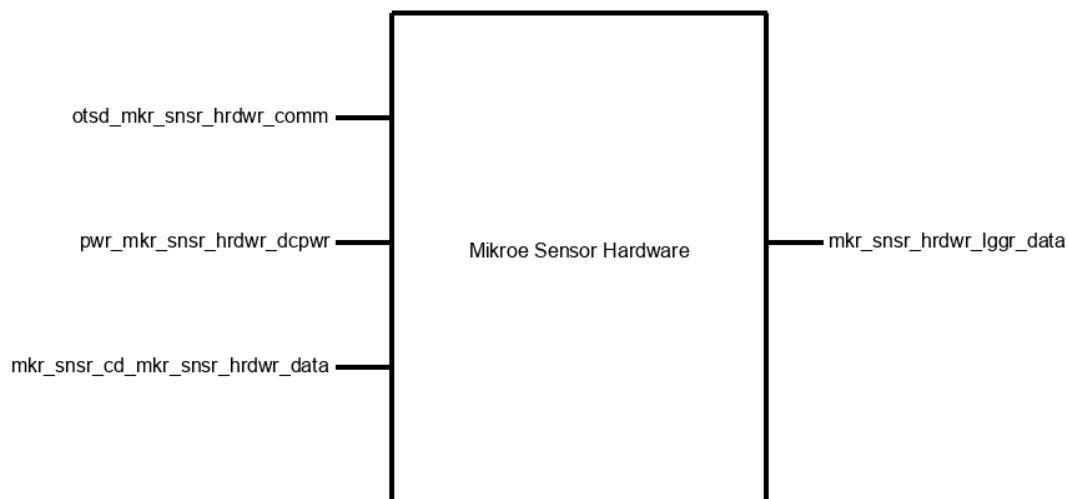 otsd_mkr_snsr_hrdwr_comm
pwr_mkr_snsr_hrdwr_dcpwr
Mikroe Sensor Hardware
mkr_snsr_hrdwr_lggr_data
mkr_snsr_cd_mkr_snsr_hrdwr_data